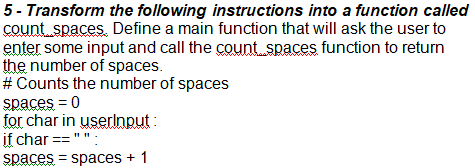 5 - Transform the following instructions into a function called
count_spaces. Define a main function that will ask the user to
enter some input and call the count_spaces function to return
the number of spaces.
# Counts the number of spaces
spaces = 0
for char in userInput :
if char == " " :
spaces = spaces + 1